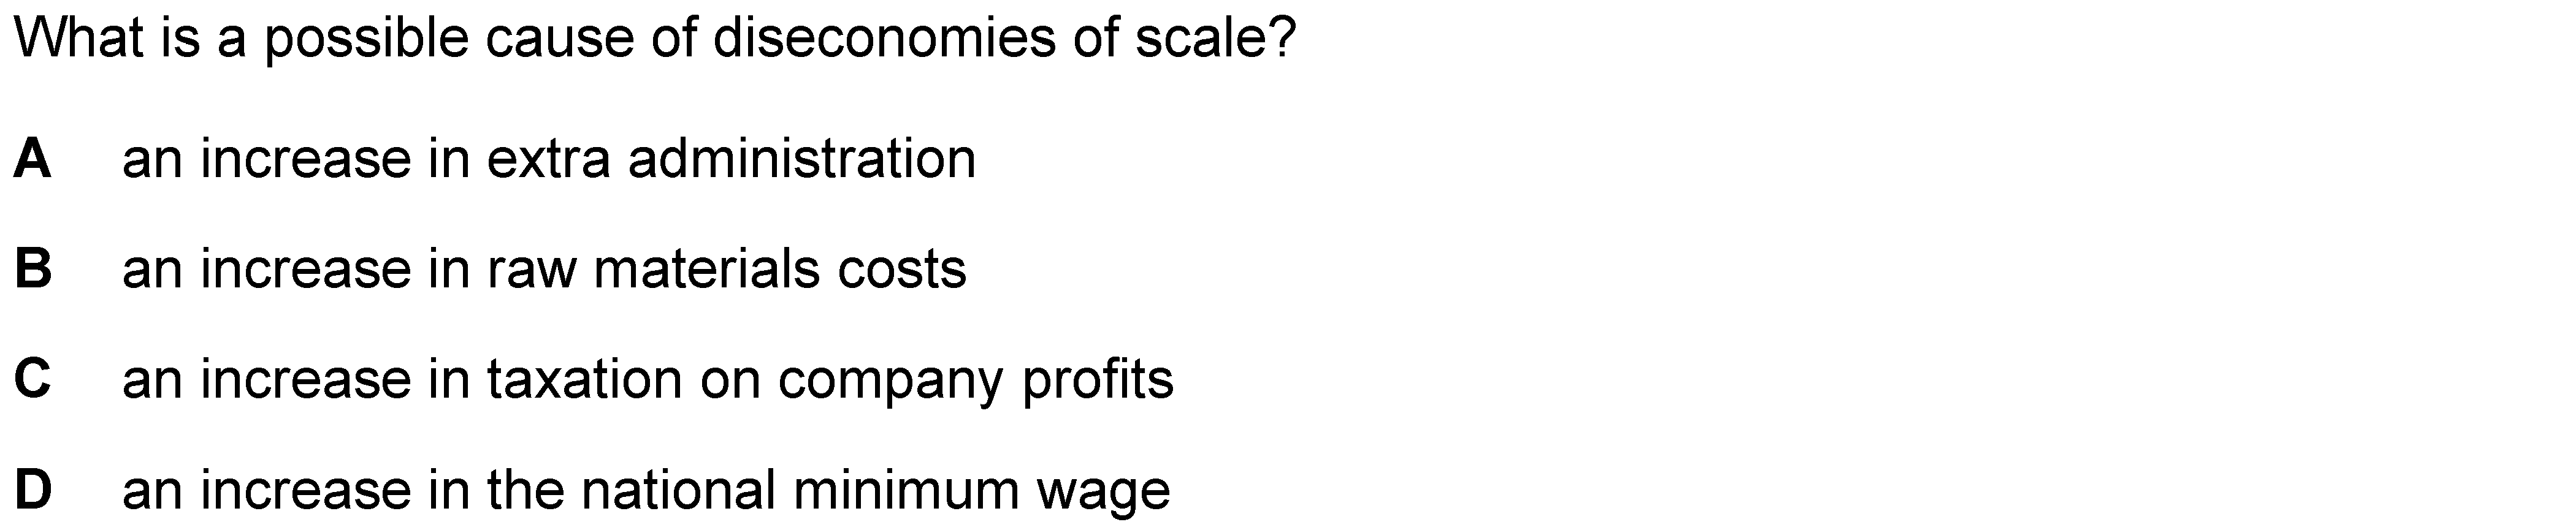 What is a possible cause of diseconomies of scale?
A an increase in extra administration
B an increase in raw materials costs
C an increase in taxation on company profits
D an increase in the national minimum wage